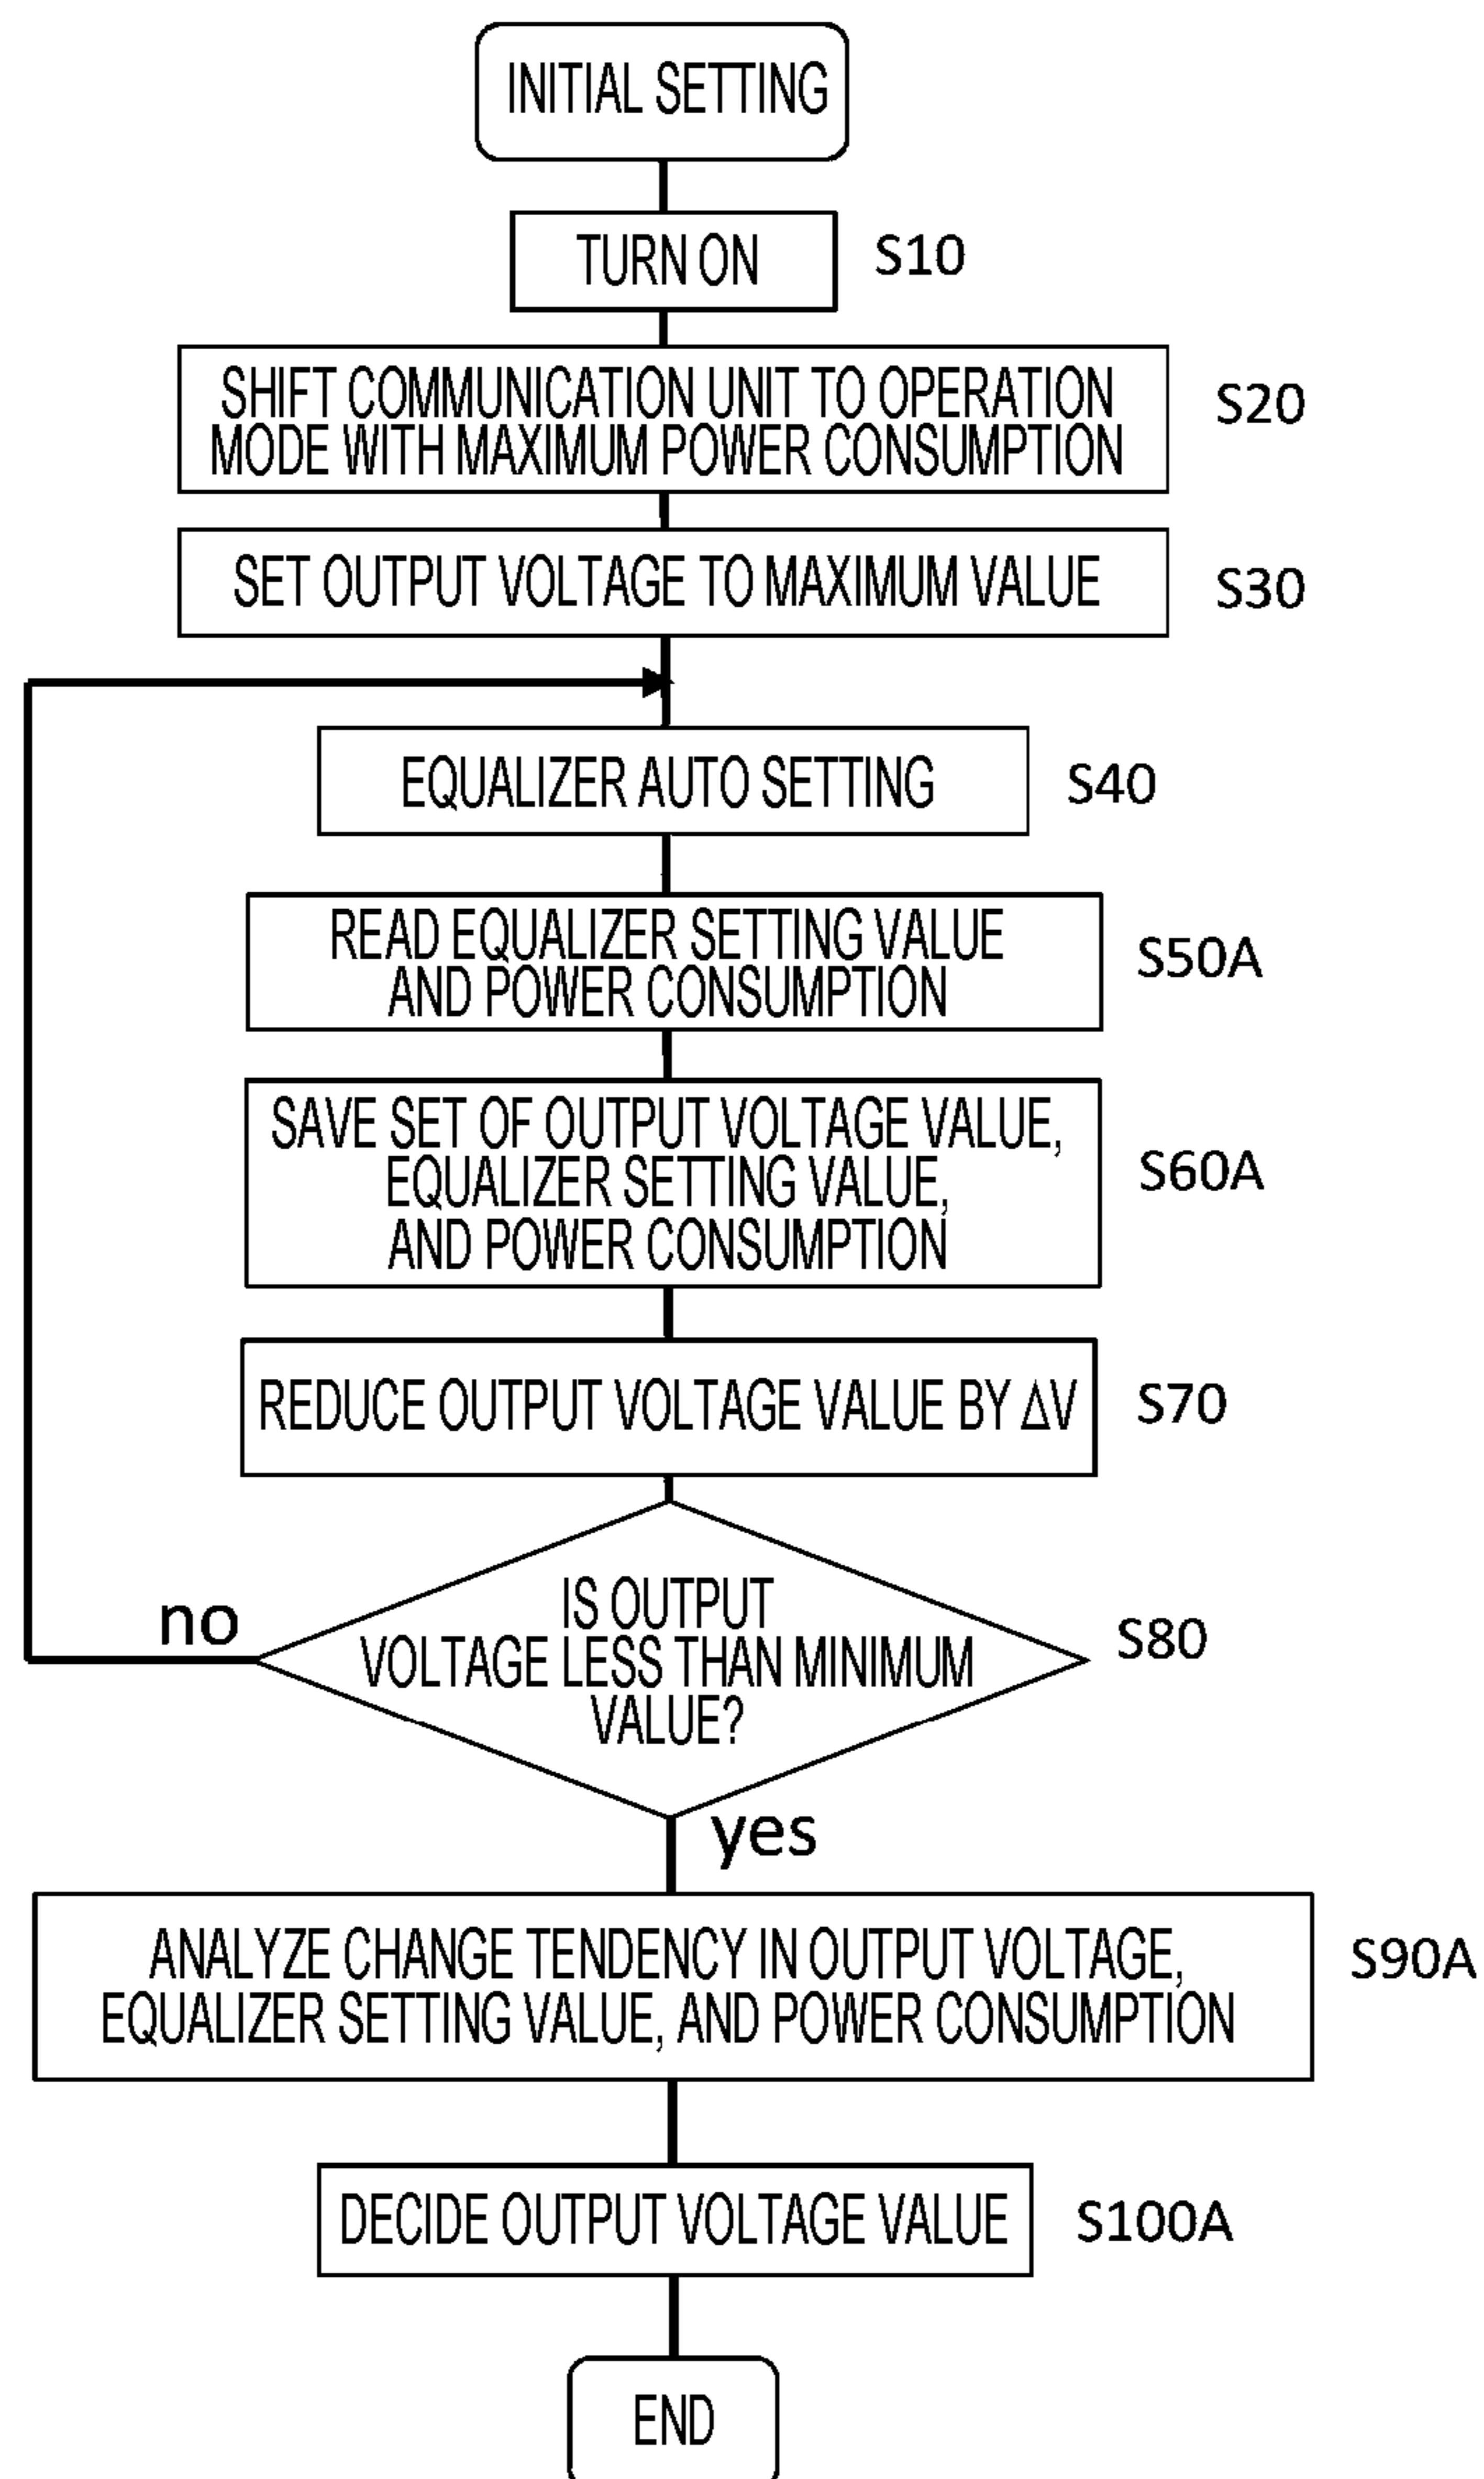 INITIAL SETTING
TURN ON
S10
SHIFT COMMUNICATION UNIT TO OPERATION
MODE WITH MAXIMUM POWER CONSUMPTION
S20
SET OUTPUT VOLTAGE TO MAXIMUM VALUE
S30
EQUALIZER AUTO SETTING
S40
READ EQUALIZER SETTING VALUE
AND POWER CONSUMPTION
S50A
SAVE SET OF OUTPUT VOLTAGE VALUE,
EQUALIZER SETTING VALUE,
AND POWER CONSUMPTION
S60A
REDUCE OUTPUT VOLTAGE VALUE BY ΔV
S70
IS OUTPUT
VOLTAGE LESS THAN MINIMUM
VALUE?
S80
no
yes
ANALYZE CHANGE TENDENCY IN OUTPUT VOLTAGE,
EQUALIZER SETTING VALUE, AND POWER CONSUMPTION
S90A
DECIDE OUTPUT VOLTAGE VALUE
S100A
END